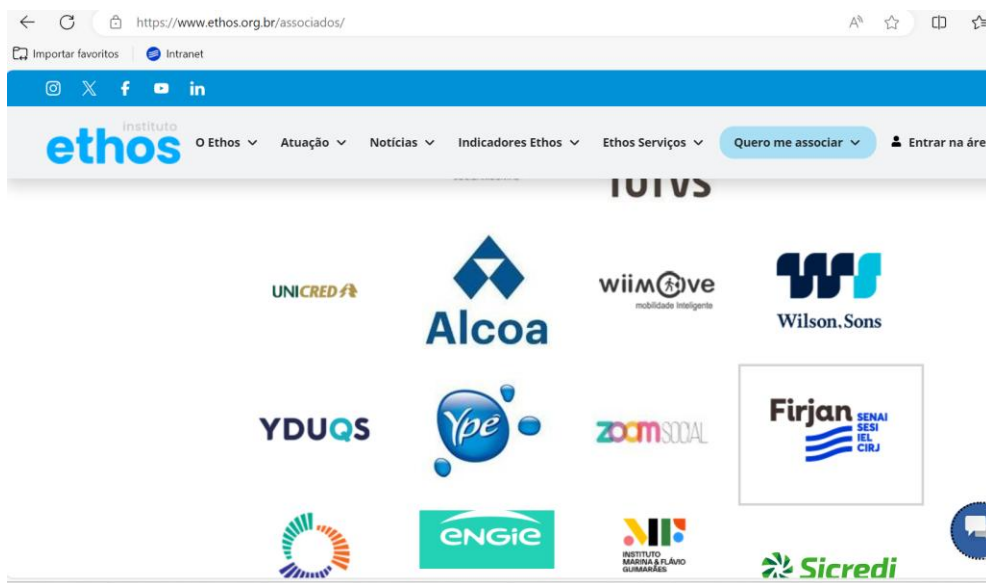 https://www.ethos.org.br/associados/
Importar favoritos
Intranet
instituto
ethos
O Ethos
Atuação
Notícias
Indicadores Ethos
Ethos Serviços
Quero me associar
Entrar na áre
UNICRED
Alcoa
wiimove
mobilidade inteligente
Wilson, Sons
YDUQS
Ypê
ZOOMSOCIAL
Firjan
SENAI
SESI
IEL
CIRJ
ENGIE
INSTITUTO
MARINA & FLÁVIO
GUIMARÃES
Sicredi